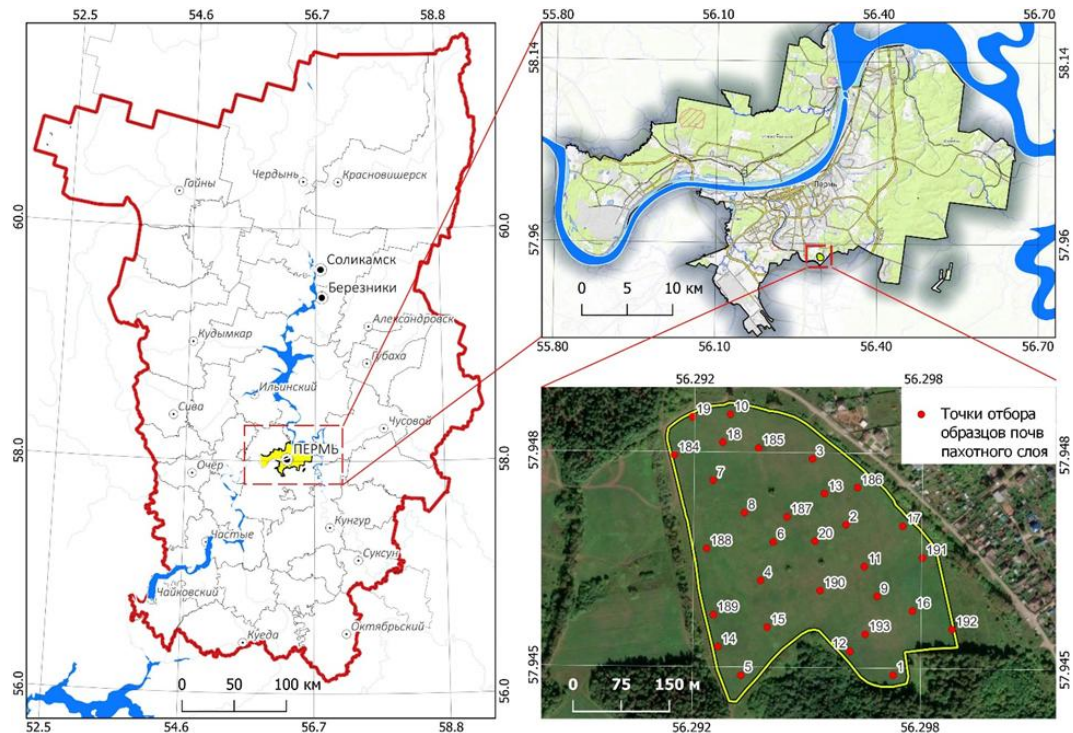 52.5
54.6
56.7
58.8
60.0
60.0
58.0
58.0
56.0
56.0
52.5
54.6
56.7
58.8
Гайны
Чердынь
Красновишерск
Соликамск
Березники
Александровск
Кудымкар
Губаха
Ильинский
Сива
Чусовой
ПЕРМЬ
Очер
Кунгур
Частые
Суксун
Чайковский
Октябрьский
Куеда
0 50 100 км
55.80
56.10
56.40
56.70
58.14
58.14
57.96
57.96
Пермь
0 5 10 км
55.80
56.10
56.40
56.70
56.292
56.298
57.948
57.948
57.945
57.945
Точки отбора
образцов почв
пахотного слоя
19
10
18
185
184
3
7
186
13
8
187
2
17
6
20
188
191
11
4
190
9
16
189
15
193
192
14
12
5
1
0 75 150 м
56.292
56.298